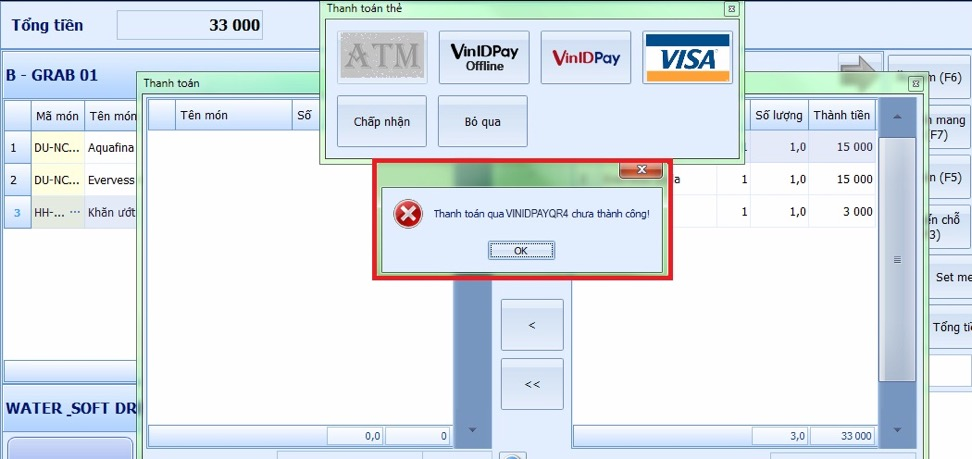 Thanh toán thẻ
Tổng tiền 33 000
ATM
VinIDPay
Offline
VinIDPay
VISA
B - GRAB 01
(F6)
Thanh toán
Chấp nhận
Bỏ qua
Mã món Tên món
Tên món Số
Số lượng Thành tiền
mang
F7)
1 DU-NC... Aquafina
1 1,0 15 000
2 DU-NC... Evervess
1 1,0 15 000
(F5)
3 HH-... ... Khăn ướt
1 1,0 3 000
Thanh toán qua VINIDPAYQR4 chưa thành công!
OK
chỗ
3)
Set me
<
Tổng tiề
<<
WATER _SOFT DR
0,0 0
3,0 33 000